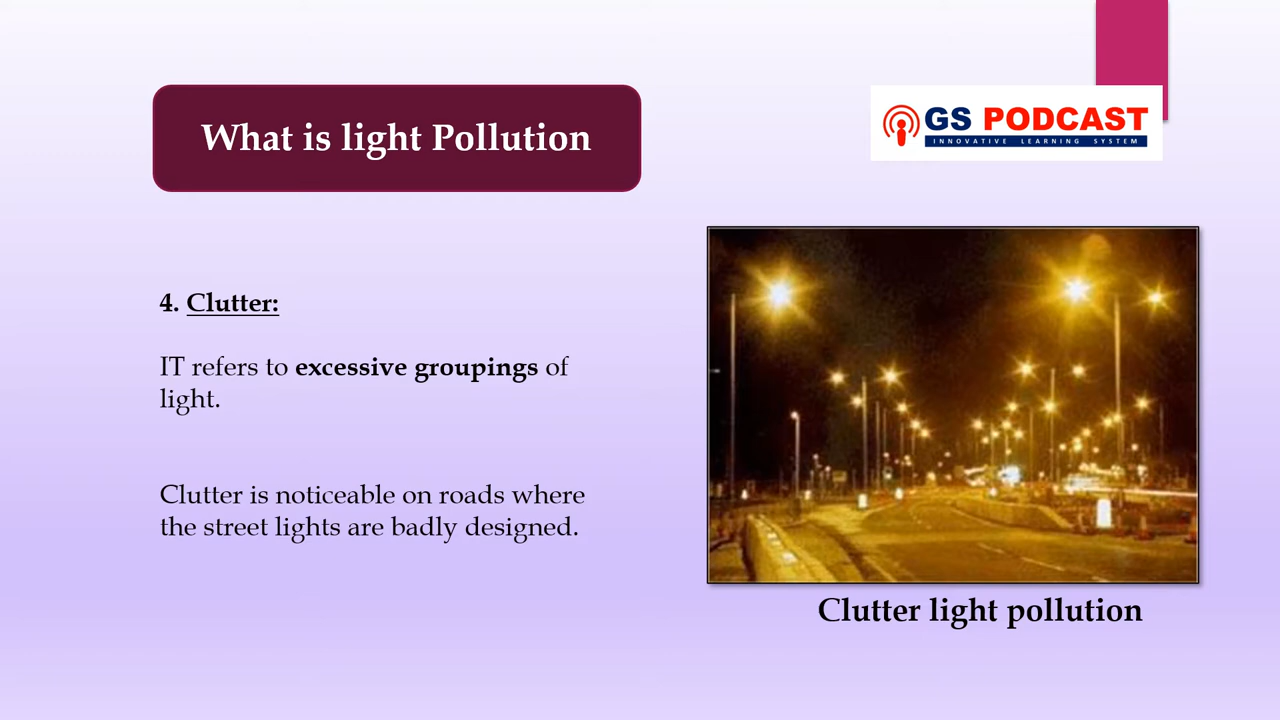 What is light Pollution
GS PODCAST
INNOVATIVE LEARNING SYSTEM
4. Clutter:
IT refers to excessive groupings of
light.
Clutter is noticeable on roads where
the street lights are badly designed.
Clutter light pollution